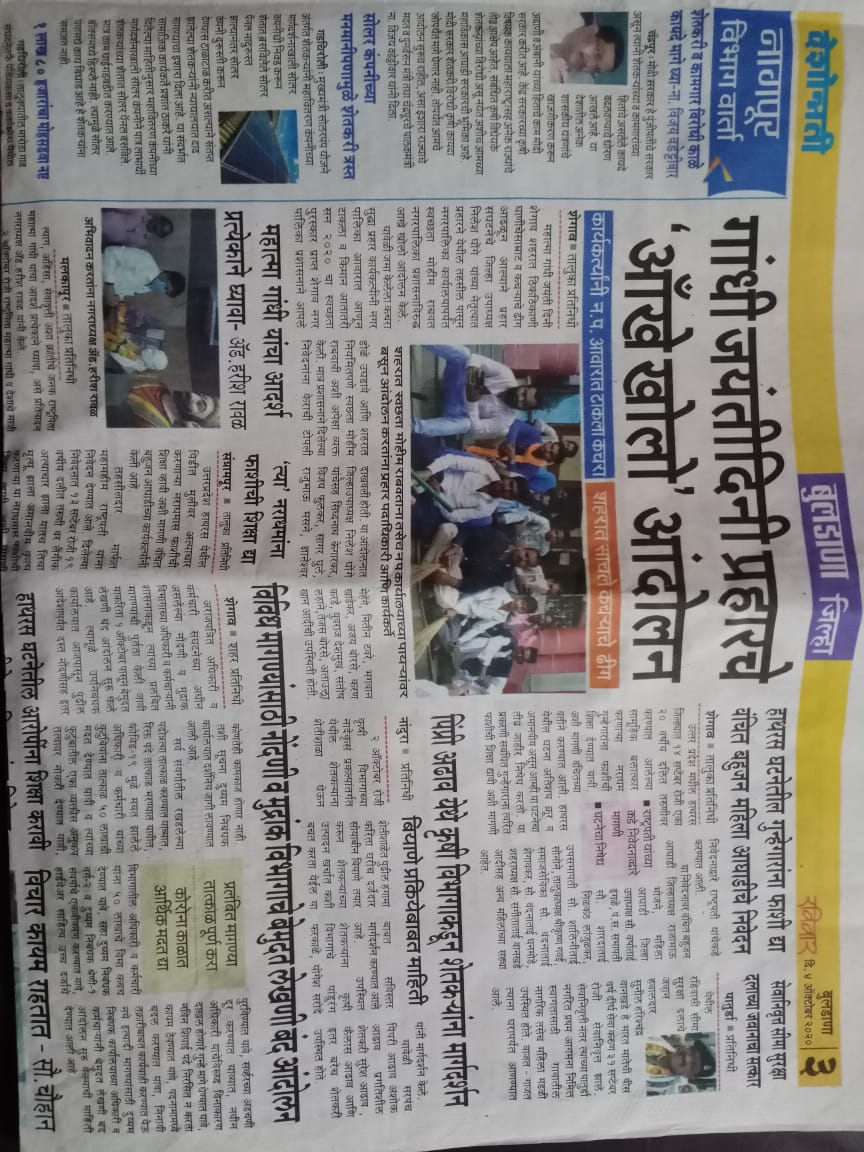 देशोन्नती
बुलडाणा जिल्हा
बुलडाणा
रविवार दि. ४ ऑक्टोबर २०२०
३
नागपूर
विभाग वार्ता
शेतकरी व कामगार विरोधी काळे
कायदे मागे घ्या-ना. विजय वडेट्टीवार
चंद्रपूर : मोदी सरकार हे पुंजीपतींचे सरकार
असून त्यांनी शेतकऱ्यांच्या व कामगारांच्या
हितांचे असलेले कायदे
बदलवण्याचे धोरण
आखले आहे. या
देशातील अनेक
शासकीय यंत्रणांचे
खाजगीकरण करून
अदाणी व अंबानी यांच्या हिताचे काम मोदी
सरकार करीत आहे. केंद्र सरकारच्या कृषी
विषयक कायद्याला महाराष्ट्रासह अनेक राज्यांचा
तीव्र आक्षेप आहे, संबंधित कृषी विधेयके
शेतकऱ्यांच्या विरोधी असू नयेत अशीच आमच्या
महाविकास आघाडी सरकारची भूमिका आहे.
मोदी सरकार शेतकरी विरोधी कृषी कायदा
जोपर्यंत मागे घेणार नाही. तोपर्यंत आमचे
आंदोलन सुरूच राहील, असा इशारा राज्याचे
मदत व पुनर्वसन मंत्री तथा चंद्रपूरचे पालकमंत्री
ना. विजय वडेट्टीवार यांनी दिला.
सोलर कंपनीच्या
मनमानीपणामुळे शेतकरी त्रस्त
गडचिरोली : मुख्यमंत्री सोलरपंप योजने
अंतर्गत शेतकऱ्यांनी महावितरण कंपनीच्या
मार्गदर्शनाखाली सोलर
कंपनीची निवड करून
शेतात बसविलेले सोलर
पॅनल नादुरुस्त
झाल्यानंतर सोलर
कंपनी दुरूस्ती करून
देण्यास टाळाटाळ करीत असल्याने संतप्त
झालेल्या शेतकऱ्यांनी न्यायालयात दाद
मागण्याचा इशारा दिला आहे. या संदर्भात
सामाजिक कार्यकर्ते प्रशांत ठाकरे यांनी
दिलेल्या माहितीनुसार महावितरण कंपनीच्या
मार्गदर्शनाखाली सोलर कंपनीने पात्र लाभार्थी
शेतकऱ्यांच्या शेतात सोलर पॅनल बसविले.
मात्र काम घाईगडबडीत करण्यात आले.
समजत नाही.
१ लाख ८० हजारांचा मोहसडवा नष्ट
गडचिरोली: तालुक्यातील मारोडा गाव
गांधी जयंतीदिनी प्रहारचे
‘आँखे खोलो’ आंदोलन
कार्यकर्त्यांनी न.प. आवारात टाकला कचरा
शहरात साचले कचऱ्याचे ढीग
शेगाव ■ तालुका प्रतिनिधी
महात्मा गांधी जयंती दिनी
शेगाव शहरात ठिकठिकाणी
घाणीचेसाम्राट व कचऱ्याचे ढीग
आढळून आल्याने प्रहार
संघटनेचे जिल्हा उपाध्यक्ष
निलेश घोंगे यांच्या नेतृत्वात
प्रहारने येथील तहसील पासून
नगरपालिका कार्यालयापर्यंत
स्वच्छता मोहीम राबवत
नगरपालिका प्रशासनाविरुद्ध
आखे खोलो आंदोलन केले.
यावेळी जमा केलेला कचरा
सुद्धा प्रहार कार्यकर्त्यांनी नगर
पालिका आवारात आणून
टाकला व किमान आतातरी
सन २०२० चा स्वच्छता
पुरस्कार प्राप्त शेगाव नगर
पालिका प्रशासनाने आपले
शहरात स्वछता मोहीम राबवताना तसेच न प कार्यालयाच्या पाऱ्यांवर
बसून आंदोलन करतांना प्रहार पदाधिकारी आणि कार्यकर्ते
डोळे उघडावे आणि शहरात
नियमितपणे स्वच्छता मोहीम
राबवावी अशी अपेक्षा व्यक्त
केली. मात्र प्रशासनाने दिलेल्या
निवेदनांना केराची टोपली
दाखवली होती. या आंदोलनात
जिल्हाउपाध्यक्ष निलेश घोंगे
यांचेसह सिध्दनाथ केगारकर,
विजय फुलकर, सागर घुले,
राजुभाऊ मसने, ज्ञानेश्वर
मेहेंगे, नितीन टवरे, भगवान
खांडेकर, अजय बोरसे, करण
कराडे, युवराज देशमुख, संतोष
लहाने,तेजस बोरसे, अताउल्ला
खान आदींची उपस्थिती होती.
हाथरस घटनेतील गुन्हेगारांना फाशी द्या
वंचित बहुजन महिला आघाडीचे निवेदन
शेगाव ■ तालुका प्रतिनिधी
उत्तर प्रदेश मधील हाथरस
जिल्ह्यात १४ सप्टेंबर रोजी एका
२० वर्षीय दलित तरुणीवर
करण्यात आलेल्या
सामूहिक बलात्कार
करणाऱ्या नराधम
गुन्हेगारांना फाशीची
शिक्षा देण्यात यावी.
अशी मागणी वंचितच्या
वतीने करण्यात आली. हाथरस
येथील घटना अतिशय क्रूर व
अमानवीय असून आम्ही या घटनेचा
तीव्र जाहीर निषेध करतो. या
प्रकरणी संबंधित गुन्हेगारांना त्वरित
फाशीची शिक्षा द्यावी अशी मागणी
■ राष्ट्रपती यांच्या
कडे निवेदनाव्दारे
मागणी
■ घटनेचा निषेध
निवेदनाद्वारे राष्ट्रपती यांचेकडे
करण्यात आली.
या निवेदनावर वंचित बहुजन
आघाडी जिल्हाध्यक्ष राजाभाऊ
भोजने, महिला
आघाडी जिल्हा
उपाध्यक्ष सौ. वर्षाताई
इंगळे, पं.स. सभापती
सौ. शारदाताई
निळकंठ लांजुळकर,
उपसभापती सौ. शालिनीताई
सोनोने, तालुकाध्यक्ष श्रीकृष्ण गवई,
समाजसेविका सौ. वंदनाताई
शेगावकर, सौ. वंदनाताई घनमोडे,
शहराध्यक्ष सौ. संगीताताई वानखडे
आदीसह अन्य महिलांच्या सह्या
आहेत.
सेवानिवृत्त सीमा सुरक्षा
दलाच्या जवानाचा सत्कार
पातुर्डा ■ प्रतिनिधी
येथील
रहिवासी सीमा
सुरक्षा दलाचे
जवान
हवालदार
सुनील हरिश्चंद्र
वानखडे हे भारत मातेची बीस
वर्ष दीर्घ सेवा करुण ३१ सप्टेंबर
रोजी सेवानिवृत्त झाले.
सेवानिवृत्ती नंतर त्यांच्या पातुर्डा
नगरित प्रथम आगमना निमित्त
स्वागतासाठी गावातील
नागरिक तसेच महिला मंडळी
उपस्थित होते. वाजत - गाजत
त्याना घरापर्यंत आणण्यात
आले.
पिंप्री अढाव येथे कृषी विभागाकडून शेतकऱ्यांना मार्गदर्शन
नांदुरा ■ प्रतिनिधी
बियाणे प्रकियेबाबत माहिती
२ ऑक्टोबर रोजी
कृषी विभागाच्या
नादेकृसं प्रकल्पांतर्गत
येथील शेतकऱ्यांना
शेतीशाळा घेऊन
शेतीशाळेत पुढील हंगामा
करिता घरीच दर्जेदार
सोयाबीन बियाणे तयार
करून शेतकऱ्यांच्या
उत्पादन खर्चात कशी
बचत करता येईल या
बाबत सविस्तर
मार्गदर्शन करण्यात आले
आहे. उपस्थित
शेतकऱ्यांना कृषी
विभागाचे पांडुरंग
फरकाळे, योगेश सरोदे
यांनी मार्गदर्शन केले.
यावेळी सरपंच
पिंपरी आढाव अशोक
आढाव प्रगतिशील
शेतकरी सुरेश आढाव ,
कैलास आढाव आणि
इतर बरेच शेतकरी
उपस्थित होते.
महात्मा गांधी यांचा आदर्श
प्रत्येकाने घ्यावा- ॲड.हरीश रावळ
अभिवादन करतांना नगराध्यक्ष ॲड.हरीश रावळ
मलकापूर ■ तालुका प्रतिनिधी
त्याग, अहिंसा, सेवावृत्ती अशा क्रांतीचे जनक राष्ट्रपिता
महात्मा गांधी यांचा आदर्श प्रत्येकाने घ्यावा, असे प्रतिपादन
नगराध्यक्ष ॲड हरीश रावळ यांनी केले.
२ ऑक्टोबर रोजी राष्ट्रपिता महात्मा गांधी व देशाचे माजी
‘त्या’ नराधमांना
फाशीची शिक्षा द्या
संग्रामपूर ■ तालुका प्रतिनिधी
उत्तरप्रदेश हाथरस येथील
पिडीत मुलीवर अत्याचार
करणाऱ्या नराधमास फाशीची
शिक्षा व्हावी अशी मागणी वंचित
बहुजन आघाडीच्या कार्यकर्त्यांनी
केली आहे.
तहसीलदार मार्फत
महामहीम राष्ट्रपती यांना
निवेदन देण्यात आले. दिलेल्या
निवेदनात १३ सप्टेंबर रोजी १९
वर्षीय दलीत तरुणी वर लैंगीक
अत्याचार झाला यातच तिचा
मृत्यू झाला अमानवीय कृत्य
करणाऱ्या या नराधमास फाशीची
विविध मागण्यांसाठी नोंदणी व मुद्रांक विभागाचे बेमुदत लेखणी बंद आंदोलन
शेगाव ■ शहर प्रतिनिधी
अराजपत्रित अधिकारी व
कर्मचारी संघटनेच्या अधीन
असलेल्या नोंदणी व मुद्रांक
विभागाच्या अधिकारी व कर्मचाऱ्यांनी
शासनाकडून त्यांच्या प्रलंबित
मागण्यांची पुर्तता केली जावी
याकरिता १ ऑक्टोंबर पासून बेमुदत
लेखणी बंद आंदोलन सुरू केले
आहे. त्यामुळे उपनिबंधक
कार्यालयात आजपासून पुढील
आदेशापर्यंत दस्त नोंदणीसह इतर
कोणतेही कामकाज होणार नाही.
तशी सूचना दुय्यम निबंधक
कार्यालयात दर्शनिय जागी लावण्यात
आली आहे.
सर्व संवर्गातील रखडलेल्या
पदोन्नत्या तात्काळ करण्यात याव्यात,
रिक्त पदे तात्काळ भरण्यात यावीत,
कोविड-१९ मुळे मयत झालेल्या
अधिकारी व कर्मचारी यांच्या
कुटुंबियांना तात्काळ ५० लाखाची
मदत देण्यात यावी व त्यांच्या
कुटुंबातील एका व्यक्तीस अनुकंप
तत्वावर नोकरी देण्यात यावी,
प्रलंबित मागण्या
तात्काळ पूर्ण करा
कोरोना काळात
आर्थिक मदत द्या
विभागातील अधिकारी व कर्मचारी
यांना ५० लाखाचे विमा कवच
देण्यात यावे, सहा.दुय्यम निबंधक
वर्ग-२ व दुय्यम निबंधक श्रेणी-१
संवर्गाचे एकत्रीकरण करण्यात यावे,
हार्डवेअर साहित्य उच्च दर्जाचे
पुरविण्यात यावे, सर्व्हरच्या अडचणी
दूर करण्यात याव्यात, नवीन
अधिकारी यांचेविरुध्द विनाकारण
दाखल होणारे गुन्हे मागे घेण्यात यावे,
नविन शिपाई पदे निरसित न करता
कायम ठेवण्यात यावे, पदनामामध्ये
बदल करण्यात यावा, निनावी
तक्रारीबाबत कार्यवाही करण्यात येऊ
नये इत्यादी मागण्यांसाठी दुय्यम
निबंधक कार्यालयाच्या अधिकारी व
कर्मचाऱ्यांनी बेमुदत लेखणी बंद
आंदोलन सुरू केल्याची माहिती
देण्यात आली आहे.
हाथरस घटनेतील आरोपींना शिक्षा करावी
विचार कायम राहतात - सौ.चौहान